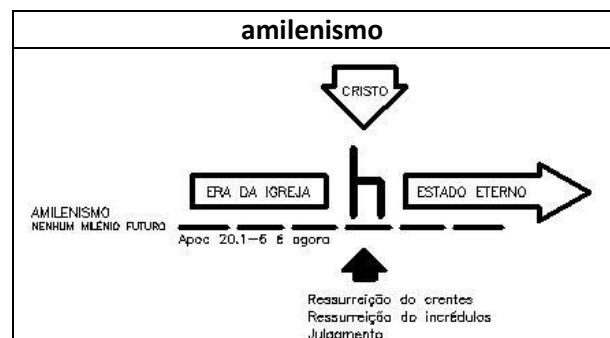 amilenismo
CRISTO
ERA DA IGREJA
ESTADO ETERNO
AMILENISMO
NENHUM MILÊNIO FUTURO
Apoc 20.1-6 É agora
Ressurreição do crentes
Ressurreição do incrédulos
Julgamento